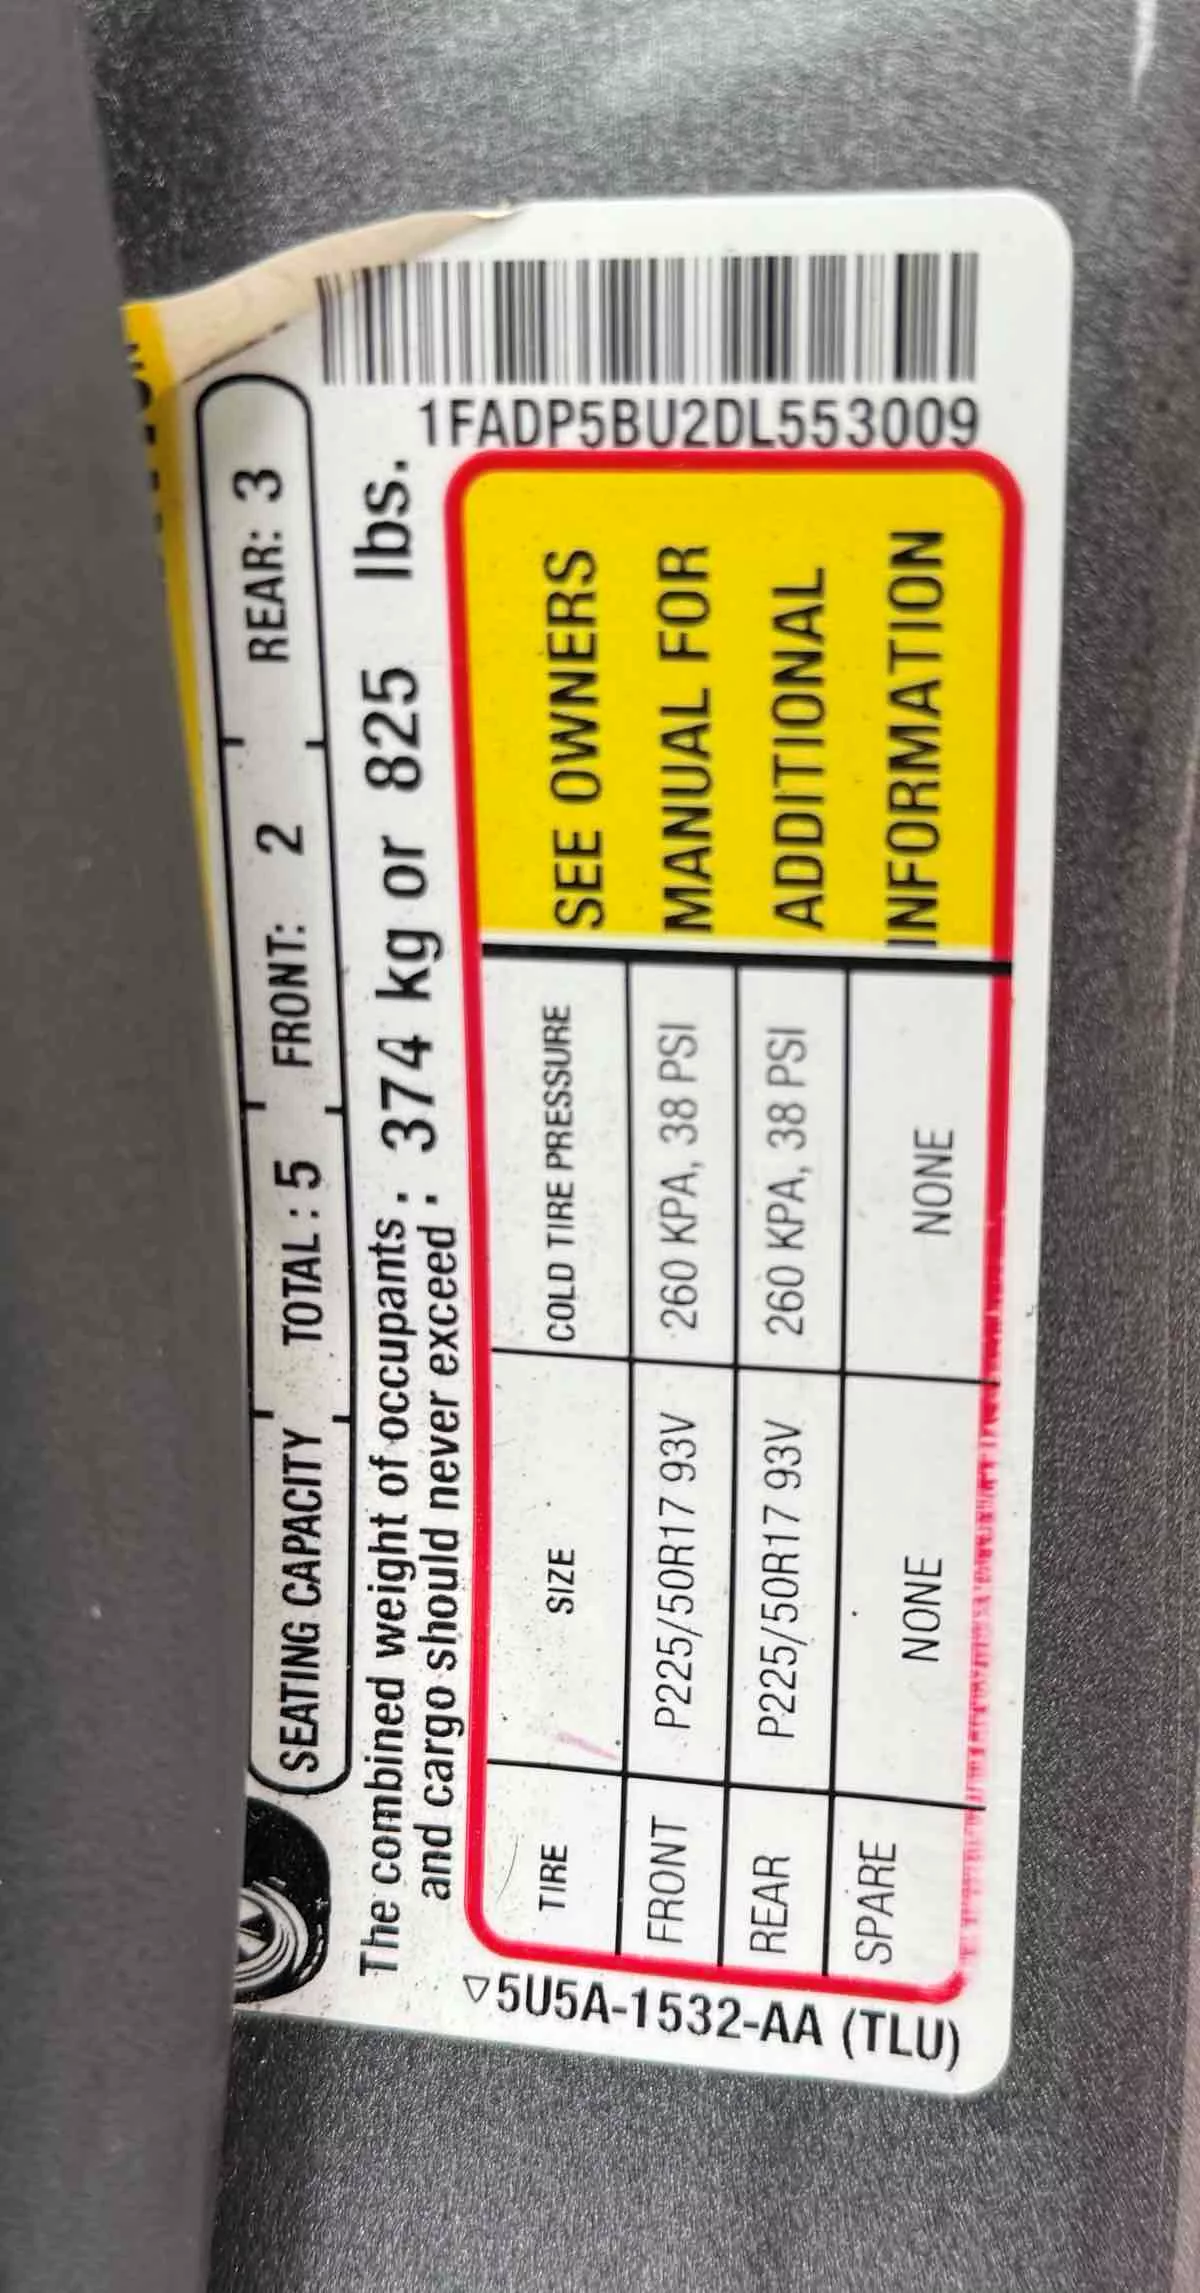 SEATING CAPACITY TOTAL: 5 FRONT: 2 REAR: 3
The combined weight of occupants : 374 kg or 825 lbs.
and cargo should never exceed :
1FADP5BU2DL553009
TIRE SIZE COLD TIRE PRESSURE
FRONT P225/50R17 93V 260 KPA, 38 PSI
REAR P225/50R17 93V 260 KPA, 38 PSI
SPARE NONE NONE
SEE OWNERS
MANUAL FOR
ADDITIONAL
INFORMATION
5U5A-1532-AA (TLU)